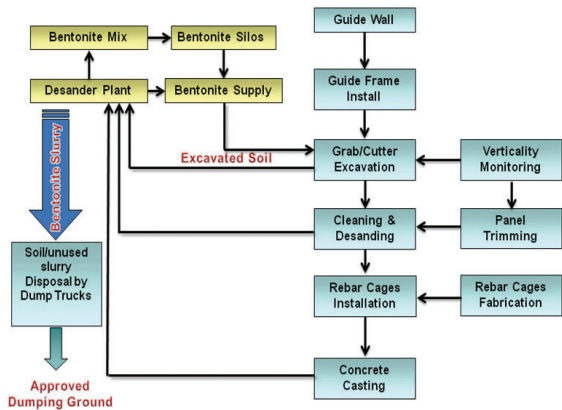 Bentonite Mix
Bentonite Silos
Guide Wall
Desander Plant
Bentonite Supply
Guide Frame
Install
Bentonite Slurry
Excavated Soil
Grab/Cutter
Excavation
Verticality
Monitoring
Cleaning &
Desanding
Panel
Trimming
Soil/unused
slurry
Disposal by
Dump Trucks
Rebar Cages
Installation
Rebar Cages
Fabrication
Approved
Dumping Ground
Concrete
Casting